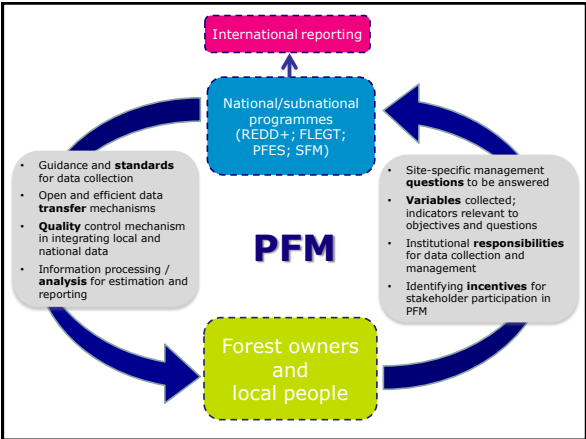 International reporting
National/subnational
programmes
(REDD+; FLEGT;
PFES; SFM)
• Guidance and standards
for data collection
• Open and efficient data
transfer mechanisms
• Quality control mechanism
in integrating local and
national data
• Information processing /
analysis for estimation and
reporting
PFM
• Site-specific management
questions to be answered
• Variables collected;
indicators relevant to
objectives and questions
• Institutional responsibilities
for data collection and
management
• Identifying incentives for
stakeholder participation in
PFM
Forest owners
and
local people